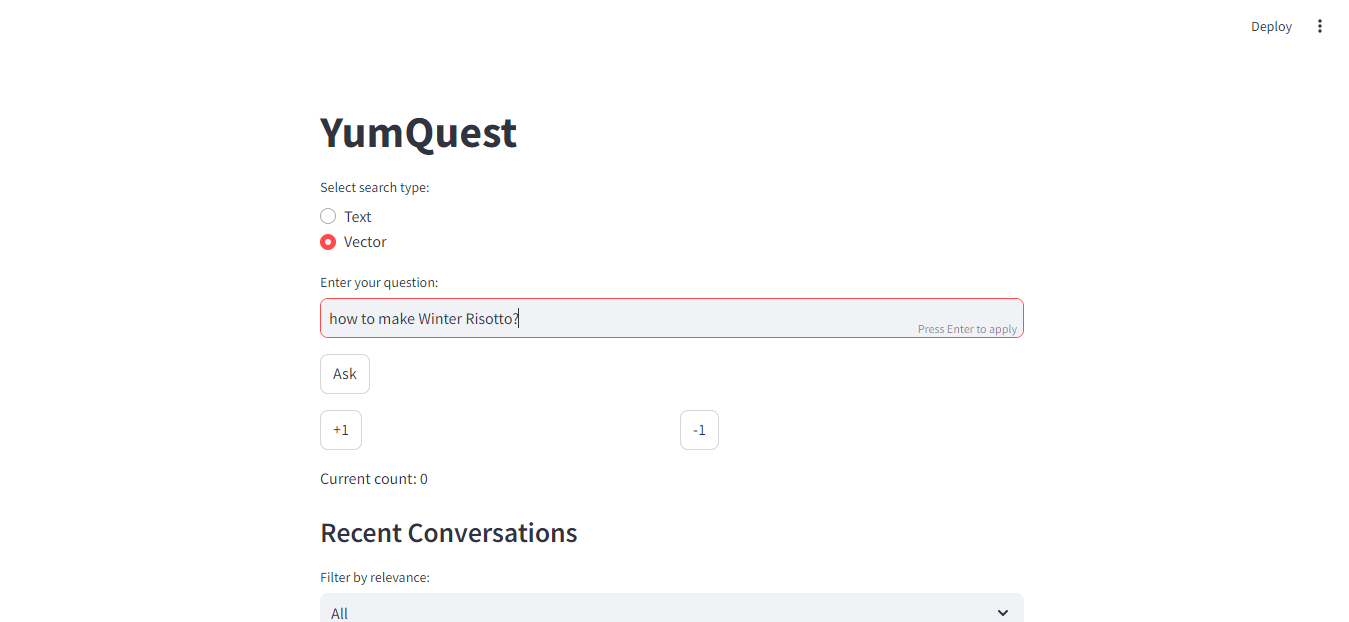 Deploy
YumQuest
Select search type:
Text
Vector
Enter your question:
how to make Winter Risotto?
Press Enter to apply
Ask
+1
-1
Current count: 0
Recent Conversations
Filter by relevance:
All